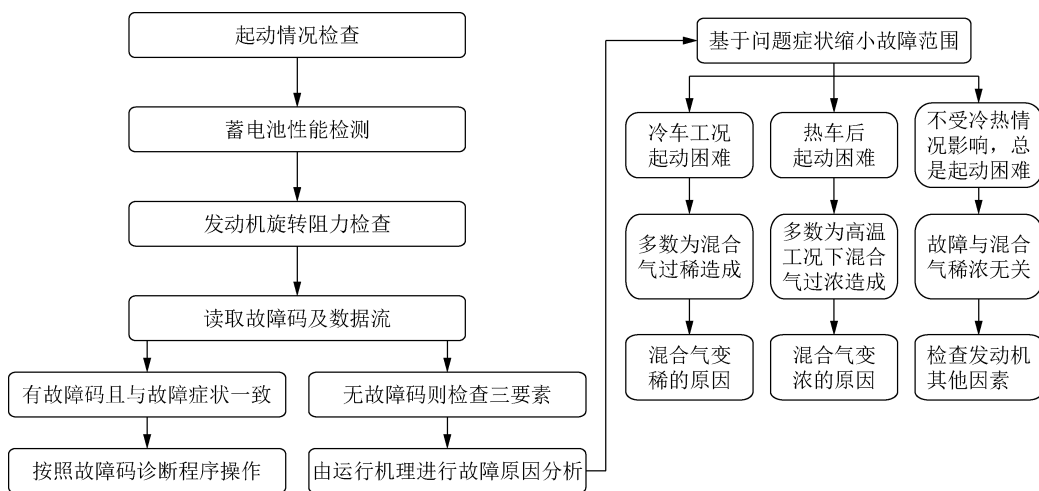 起动情况检查
蓄电池性能检测
发动机旋转阻力检查
读取故障码及数据流
有故障码且与故障症状一致
无故障码则检查三要素
按照故障码诊断程序操作
由运行机理进行故障原因分析
基于问题症状缩小故障范围
冷车工况
起动困难
热车后
起动困难
不受冷热情
况影响，总
是起动困难
多数为混合
气过稀造成
多数为高温
工况下混合
气过浓造成
故障与混合
气稀浓无关
混合气变
稀的原因
混合气变
浓的原因
检查发动机
其他因素